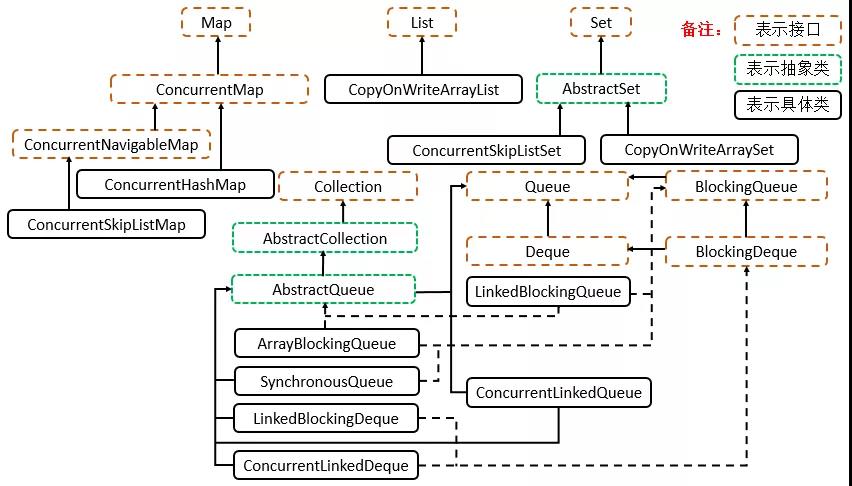 Map
List
Set
备注：
表示接口
ConcurrentMap
CopyOnWriteArrayList
AbstractSet
表示抽象类
表示具体类
ConcurrentNavigableMap
ConcurrentSkipListSet
CopyOnWriteArraySet
ConcurrentHashMap
Collection
Queue
BlockingQueue
ConcurrentSkipListMap
AbstractCollection
Deque
BlockingDeque
AbstractQueue
LinkedBlockingQueue
ArrayBlockingQueue
SynchronousQueue
ConcurrentLinkedQueue
LinkedBlockingDeque
ConcurrentLinkedDeque